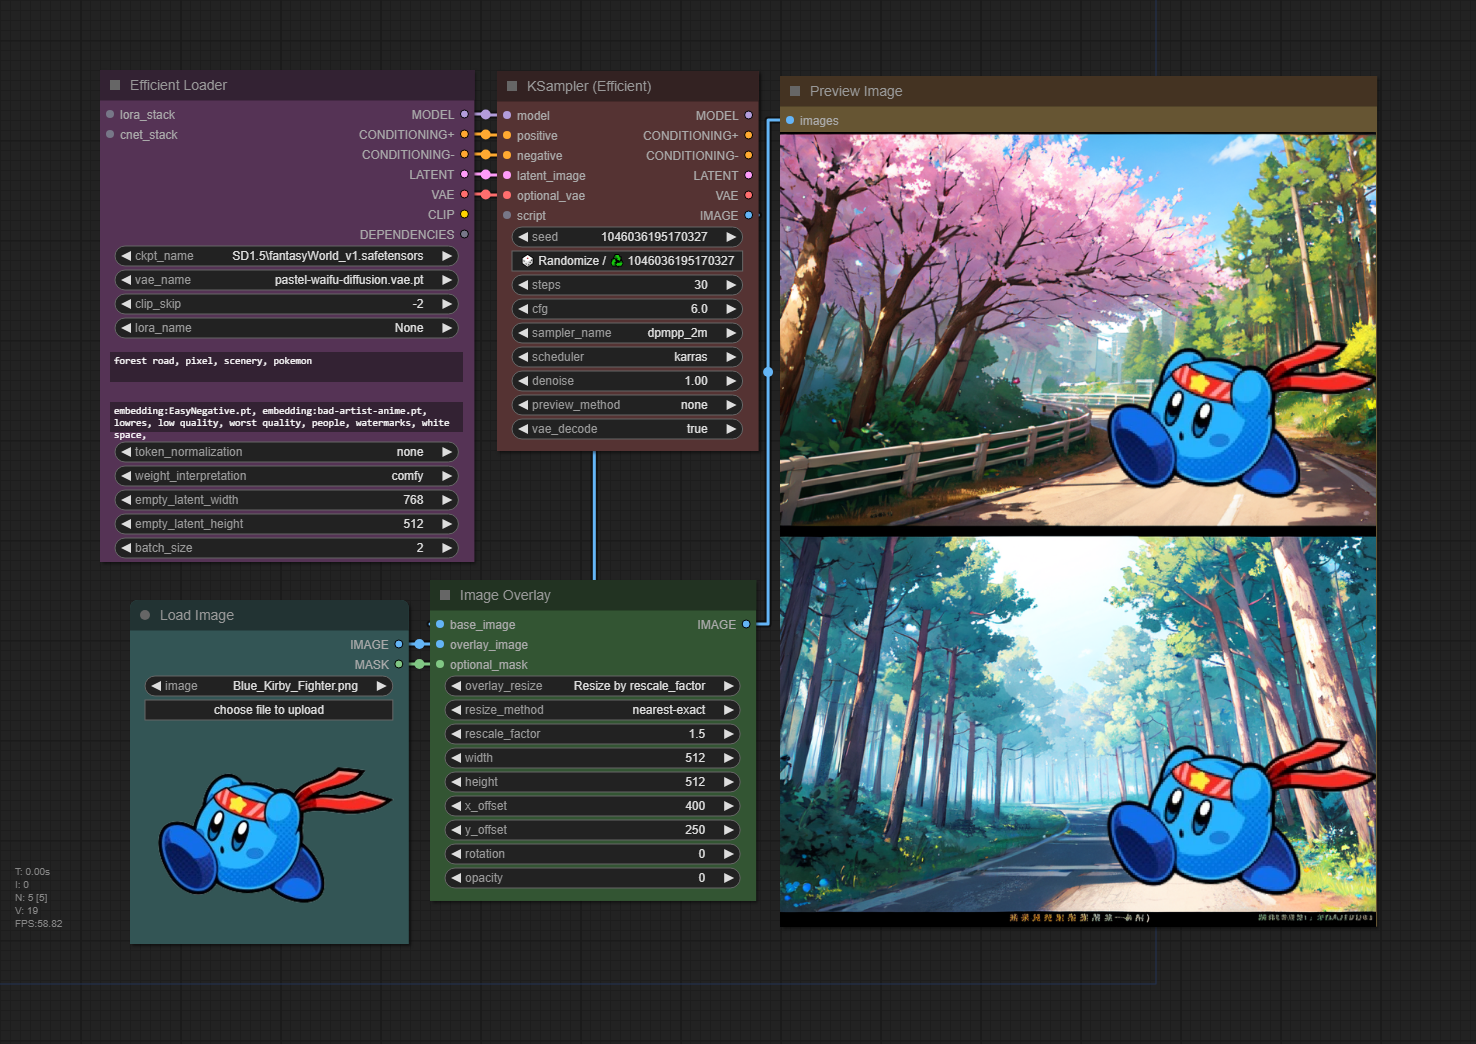 Efficient Loader
lora_stack MODEL
cnet_stack CONDITIONING+
CONDITIONING-
LATENT
VAE
CLIP
DEPENDENCIES
ckpt_name SD1.5\fantasyWorld_v1.safetensors
vae_name pastel-waifu-diffusion.vae.pt
clip_skip -2
lora_name None
forest road, pixel, scenery, pokemon
embedding:EasyNegative.pt, embedding:bad-artist-anime.pt,
lowres, low quality, worst quality, people, watermarks, white
space,
token_normalization none
weight_interpretation comfy
empty_latent_width 768
empty_latent_height 512
batch_size 2
KSampler (Efficient)
model MODEL
positive CONDITIONING+
negative CONDITIONING-
latent_image LATENT
optional_vae VAE
script IMAGE
seed 1046036195170327
Randomize / 1046036195170327
steps 30
cfg 6.0
sampler_name dpmpp_2m
scheduler karras
denoise 1.00
preview_method none
vae_decode true
Preview Image
images
Load Image
IMAGE
MASK
image Blue_Kirby_Fighter.png
choose file to upload
Image Overlay
base_image IMAGE
overlay_image
optional_mask
overlay_resize Resize by rescale_factor
resize_method nearest-exact
rescale_factor 1.5
width 512
height 512
x_offset 400
y_offset 250
rotation 0
opacity 0
T: 0.00s
I: 0
N: 5 [5]
V: 19
FPS:58.82